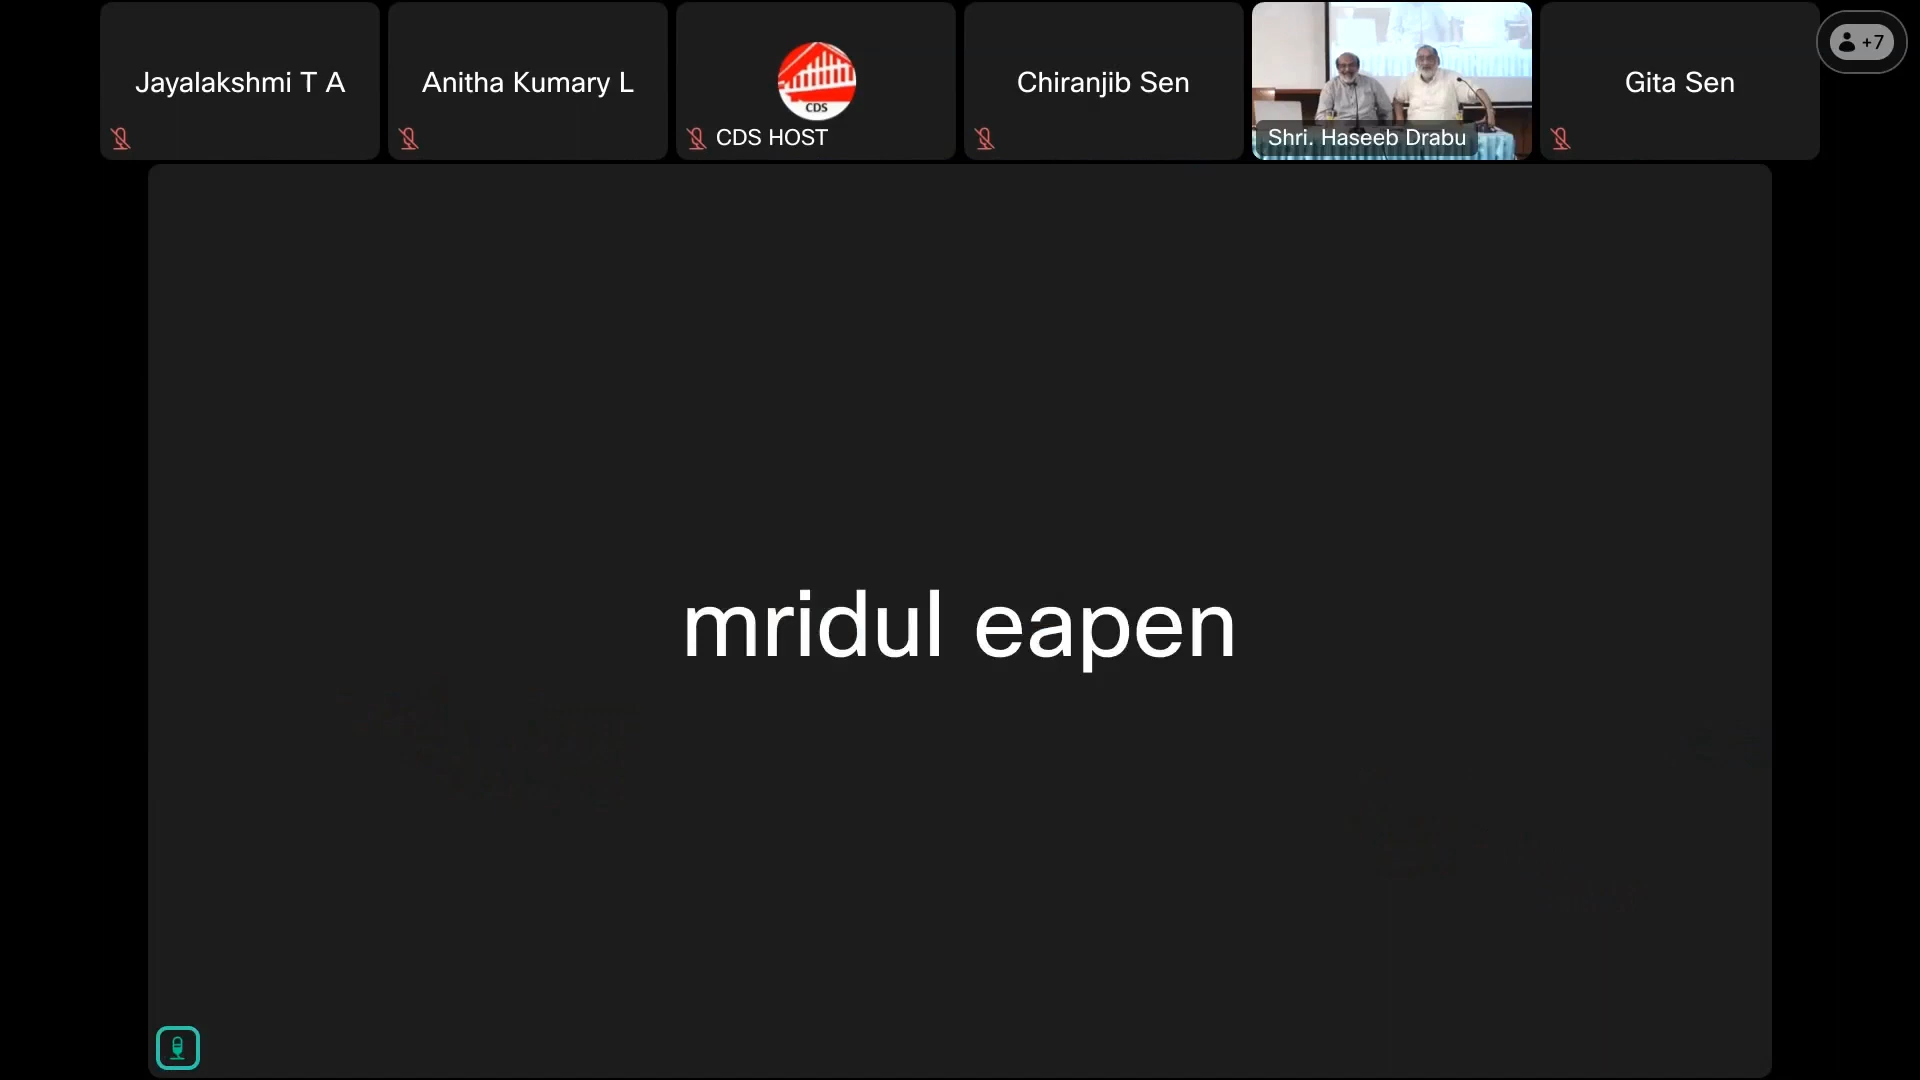 Jayalakshmi T A
Anitha Kumary L
CDS
CDS HOST
Chiranjib Sen
Shri. Haseeb Drabu
Gita Sen
+7
mridul eapen